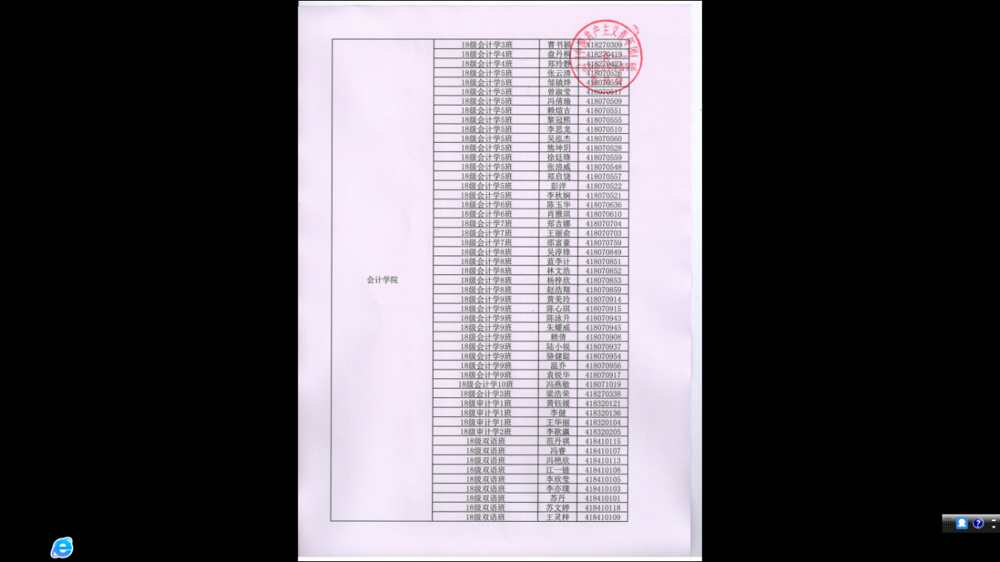 18级会计学3班 曹书颖 418270309
18级会计学4班 盘丹桐 418270419
18级会计学4班 郑玲静 418270423
18级会计学5班 张云清 418070526
18级会计学5班 邹镇烨 418070554
18级会计学5班 曾淑莹 418070517
18级会计学5班 冯倩瑜 418070509
18级会计学5班 赖煊吉 418070551
18级会计学5班 黎冠熙 418070555
18级会计学5班 李思龙 418070510
18级会计学5班 吴泓杰 418070560
18级会计学5班 熊坤玥 418070528
18级会计学5班 徐廷锋 418070559
18级会计学5班 张浪威 418070548
18级会计学5班 郑启饶 418070557
18级会计学5班 彭洋 418070522
18级会计学5班 李秋娴 418070521
18级会计学6班 陈玉华 418070636
18级会计学6班 肖雅琪 418070610
18级会计学7班 郑吉娜 418070704
18级会计学7班 王丽俞 418070703
18级会计学7班 邵富豪 418070759
18级会计学8班 吴淳锋 418070849
18级会计学8班 蓝李计 418070851
18级会计学8班 林文浩 418070852
会计学院 18级会计学8班 杨梓欣 418070853
18级会计学8班 赵浩翔 418070859
18级会计学9班 黄美玲 418070914
18级会计学9班 陈心琪 418070915
18级会计学9班 陈泳升 418070943
18级会计学9班 朱耀威 418070945
18级会计学9班 赖倩 418070908
18级会计学9班 陆小锐 418070937
18级会计学9班 骆健聪 418070954
18级会计学9班 温乔 418070956
18级会计学9班 袁锐华 418070917
18级会计学10班 冯燕敏 418071019
18级会计学3班 梁浩荣 418270338
18级审计学1班 黄钰媛 418320121
18级审计学1班 李健 418320136
18级审计学1班 王华丽 418320104
18级审计学2班 李歆瀛 418320205
18级双语班 范丹祺 418410115
18级双语班 冯睿 418410107
18级双语班 冯艳欣 418410113
18级双语班 江一链 418410108
18级双语班 李欣莹 418410105
18级双语班 李亦璞 418410103
18级双语班 苏丹 418410101
18级双语班 苏文婷 418410118
18级双语班 王灵梓 418410109
中国共产主义青年团